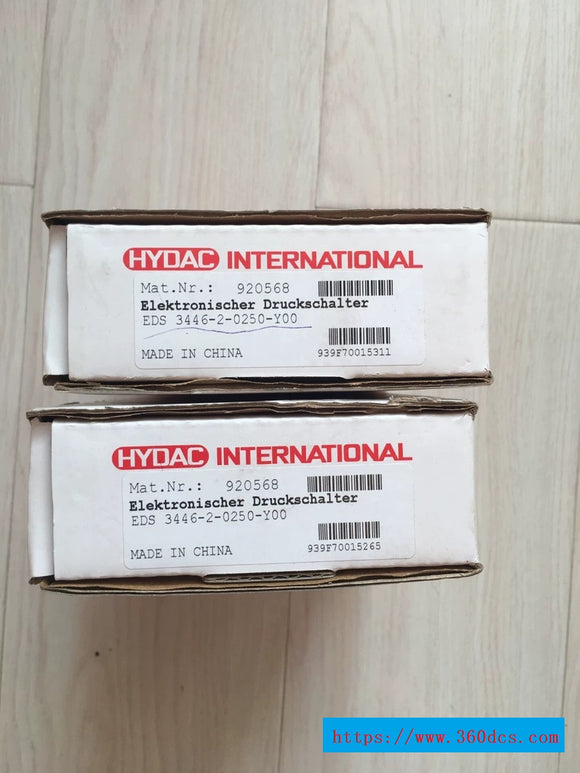 HYDAC INTERNATIONAL
Mat.Nr.: 920568
Elektronischer Druckschalter
EDS 3446-2-0250-Y00
MADE IN CHINA 939F70015311
HYDAC INTERNATIONAL
Mat.Nr.: 920568
Elektronischer Druckschalter
EDS 3446-2-0250-Y00
MADE IN CHINA 939F70015265
https://www.360dcs.com